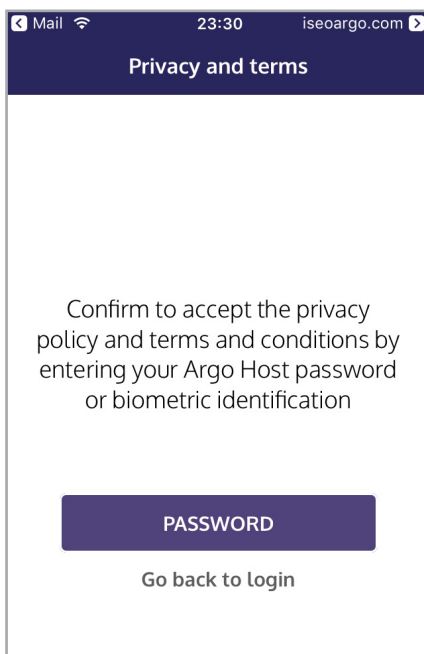 Mail 23:30 iseoargo.com
Privacy and terms
Confirm to accept the privacy
policy and terms and conditions by
entering your Argo Host password
or biometric identification
PASSWORD
Go back to login